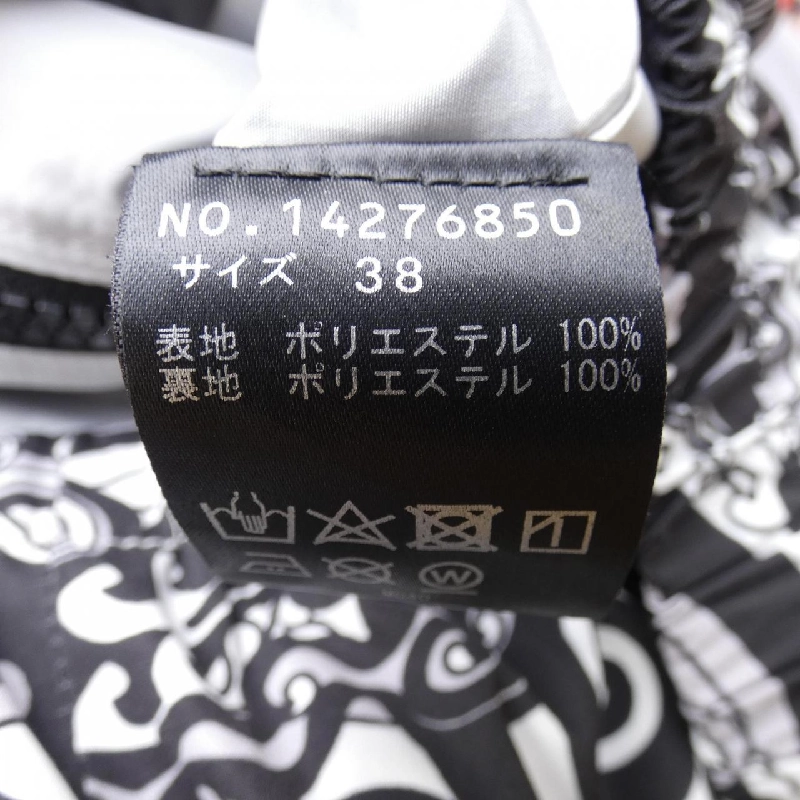 NO.14276850
サイズ 38
表地 ポリエステル 100%
裏地 ポリエステル 100%
W